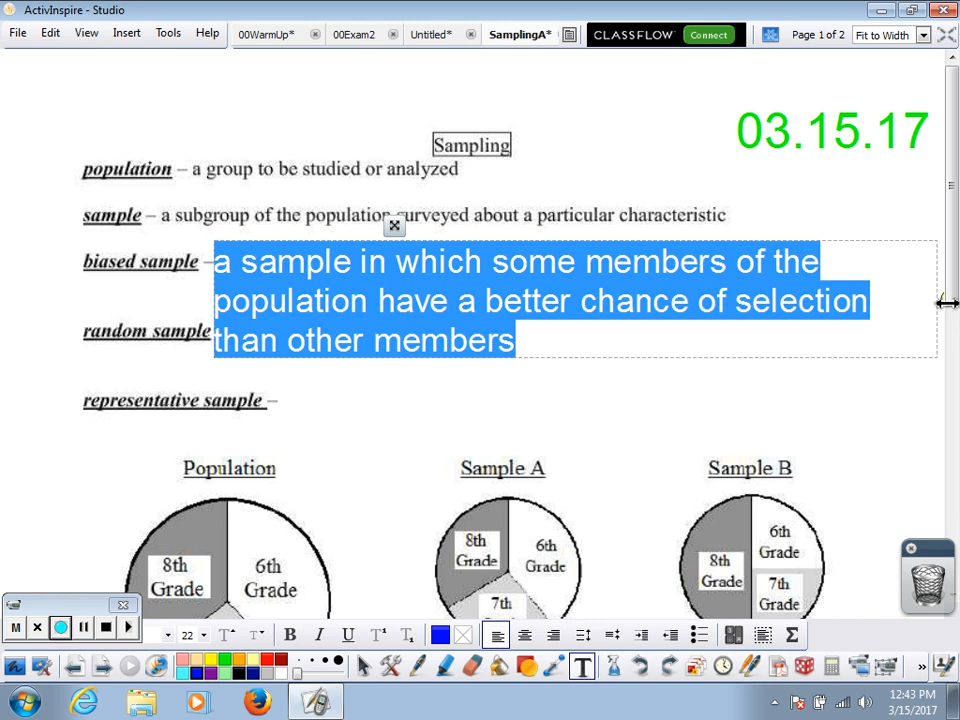 ActivInspire - Studio
File Edit View Insert Tools Help 00WarmUp* 00Exam2 Untitled* SamplingA* CLASSFLOW Connect Page 1 of 2 Fit to Width
03.15.17
Sampling
population – a group to be studied or analyzed
sample – a subgroup of the population surveyed about a particular characteristic
biased sample – a sample in which some members of the
population have a better chance of selection
random sample than other members
representative sample –
Population Sample A Sample B
8th Grade 6th Grade 8th Grade 6th Grade 7th 8th Grade 6th Grade 7th Grade
M 22 B I U T T
T
12:43 PM
3/15/2017